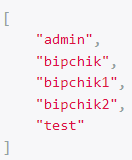 [
"admin",
"bipchik",
"bipchik1",
"bipchik2",
"test"
]